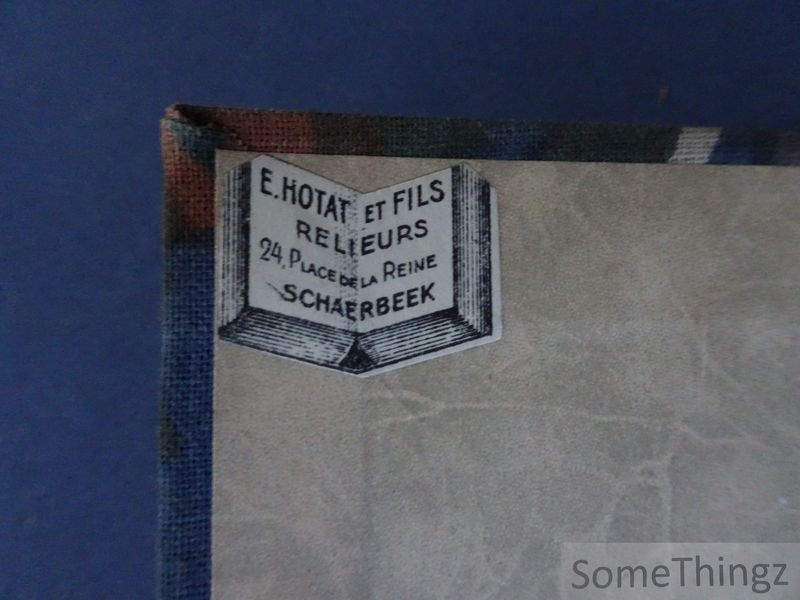 E. HOTAT ET FILS
RELIEURS
24, PLACE DE LA REINE
SCHAERBEEK
SomeThingz